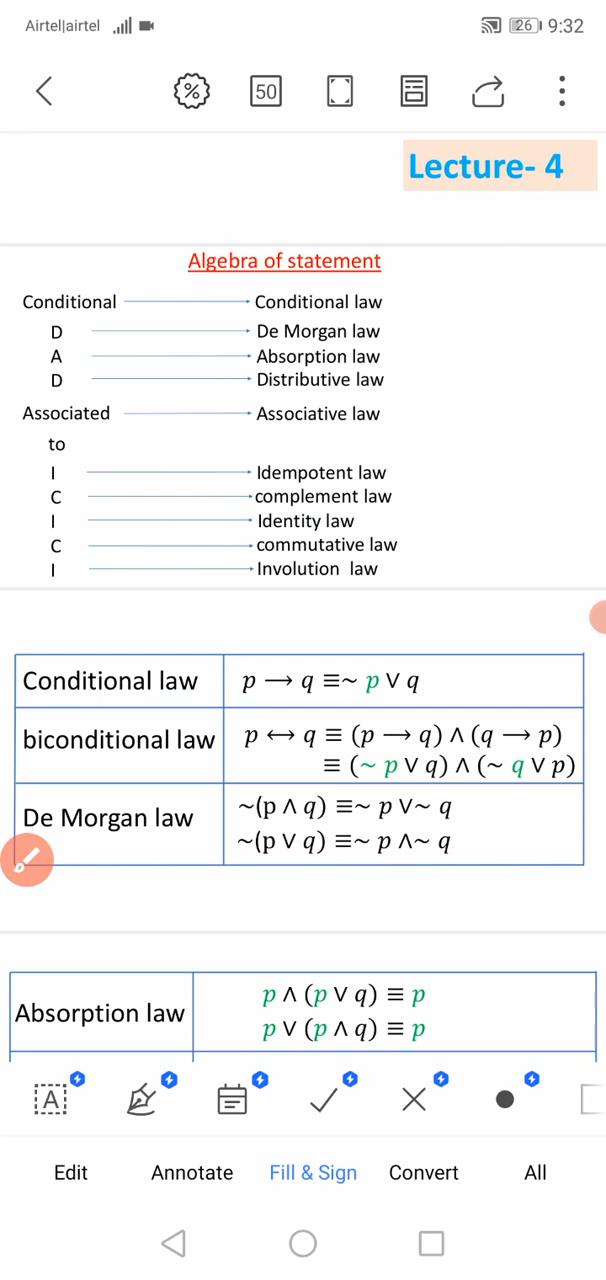 Airtel|airtel 26 9:32
% 50
Lecture- 4
Algebra of statement
Conditional Conditional law
D De Morgan law
A Absorption law
D Distributive law
Associated Associative law
to
I Idempotent law
C complement law
I Identity law
C commutative law
I Involution law
Conditional law p → q ≡∼ p ∨ q
biconditional law p ↔ q ≡ (p → q) ∧ (q → p)
≡ (∼ p ∨ q) ∧ (∼ q ∨ p)
De Morgan law ~(p ∧ q) ≡∼ p ∨∼ q
~(p ∨ q) ≡∼ p ∧∼ q
Absorption law p ∧ (p ∨ q) ≡ p
p ∨ (p ∧ q) ≡ p
A
Edit Annotate Fill & Sign Convert All